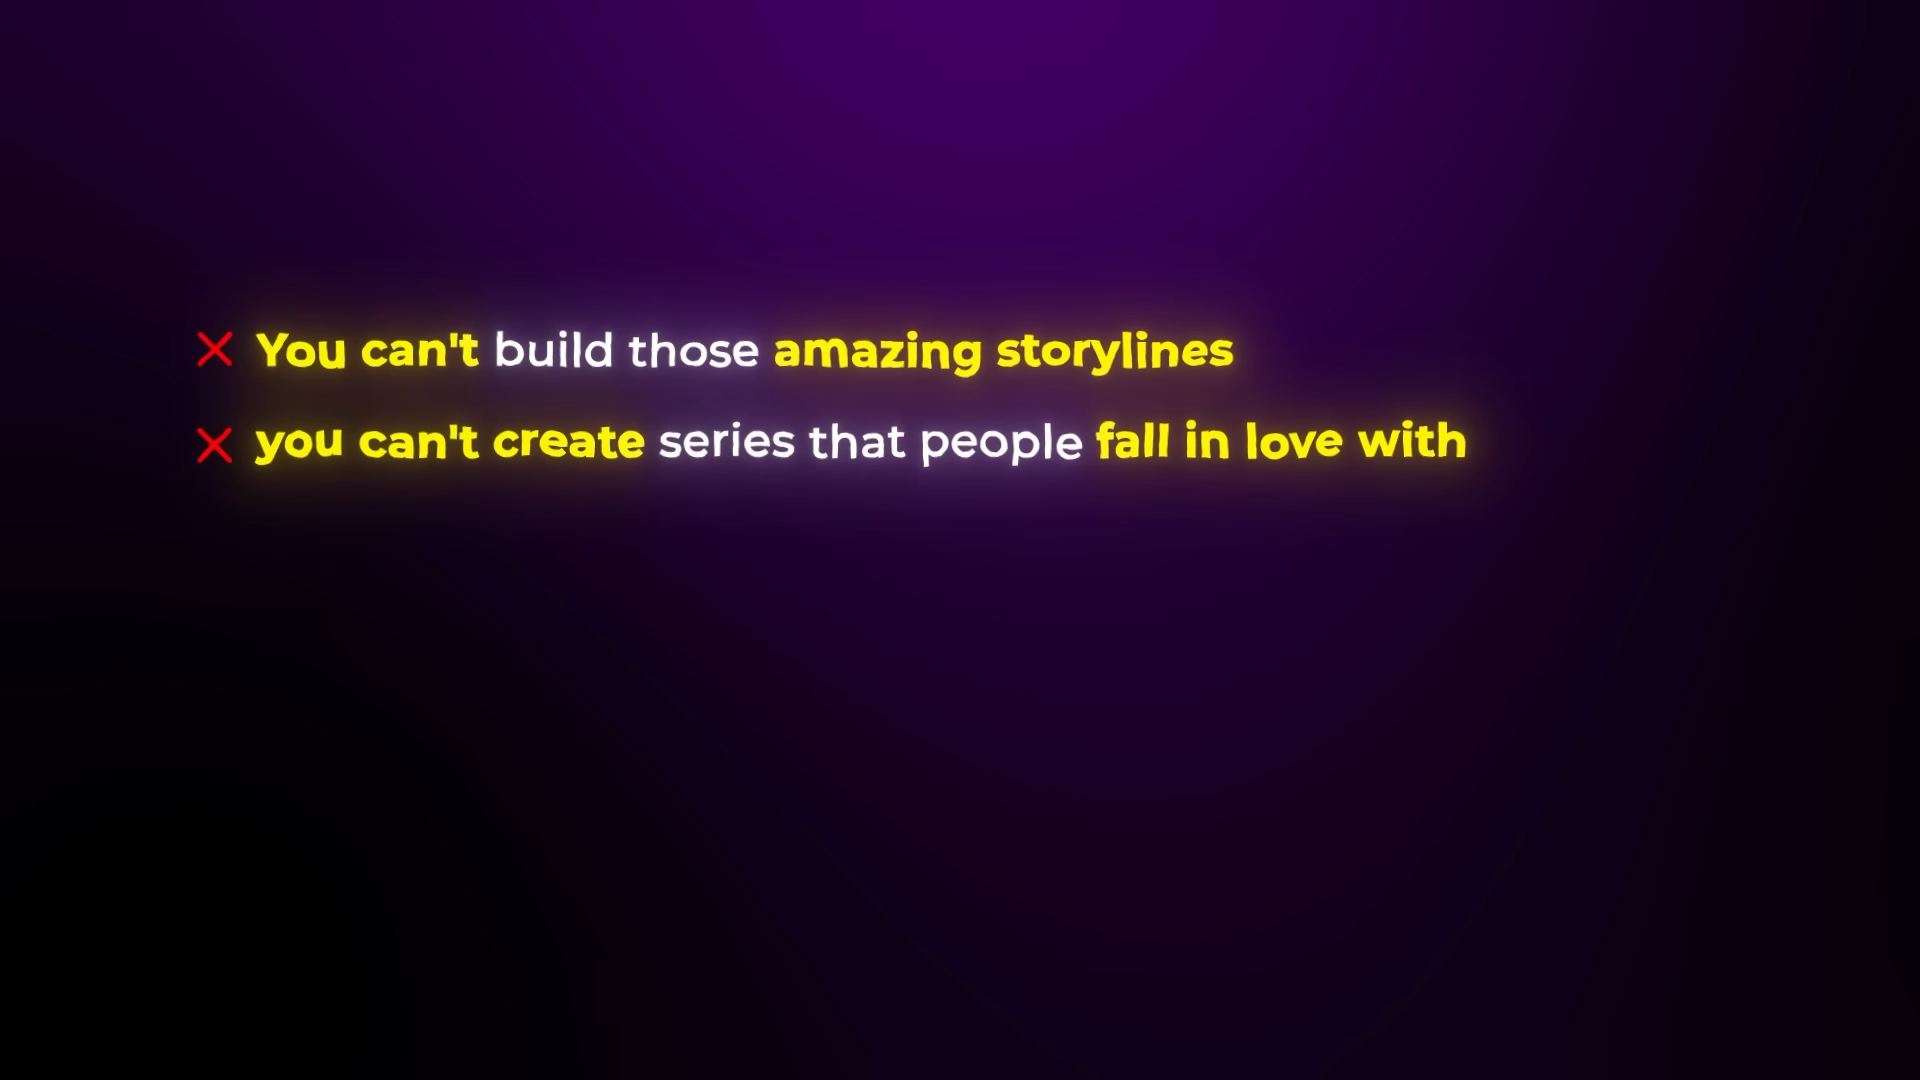 You can't build those amazing storylines
you can't create series that people fall in love with